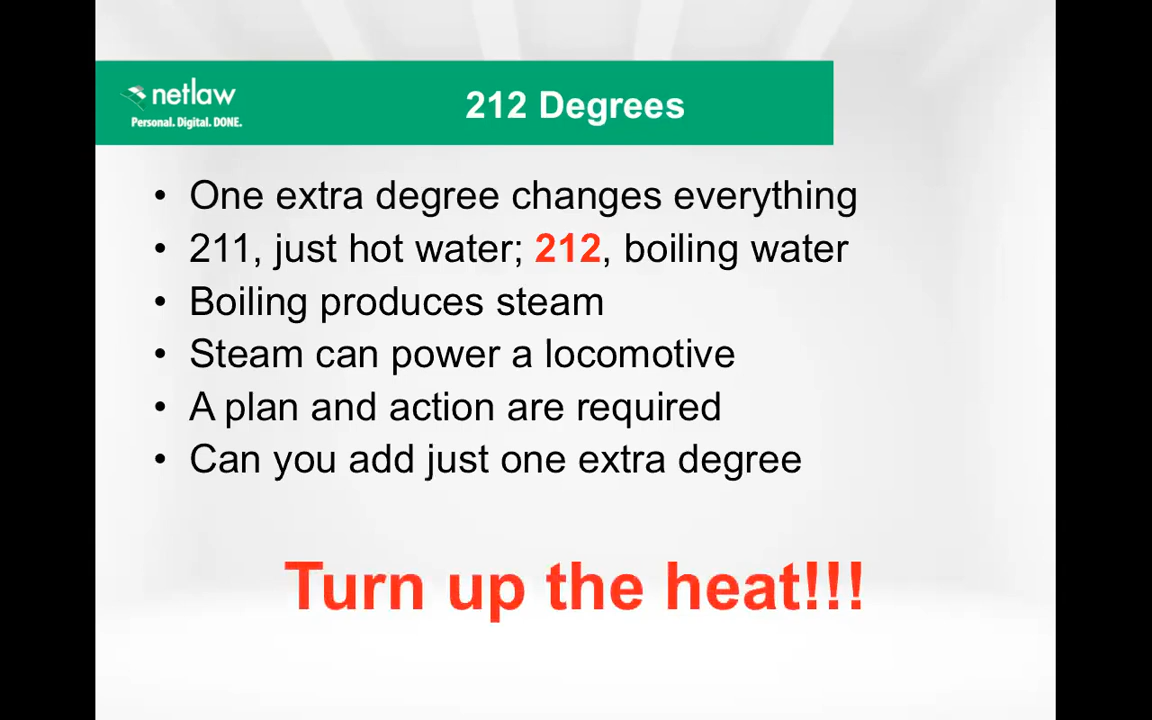 netlaw
Personal. Digital. DONE.
212 Degrees
• One extra degree changes everything
• 211, just hot water; 212, boiling water
• Boiling produces steam
• Steam can power a locomotive
• A plan and action are required
• Can you add just one extra degree
Turn up the heat!!!